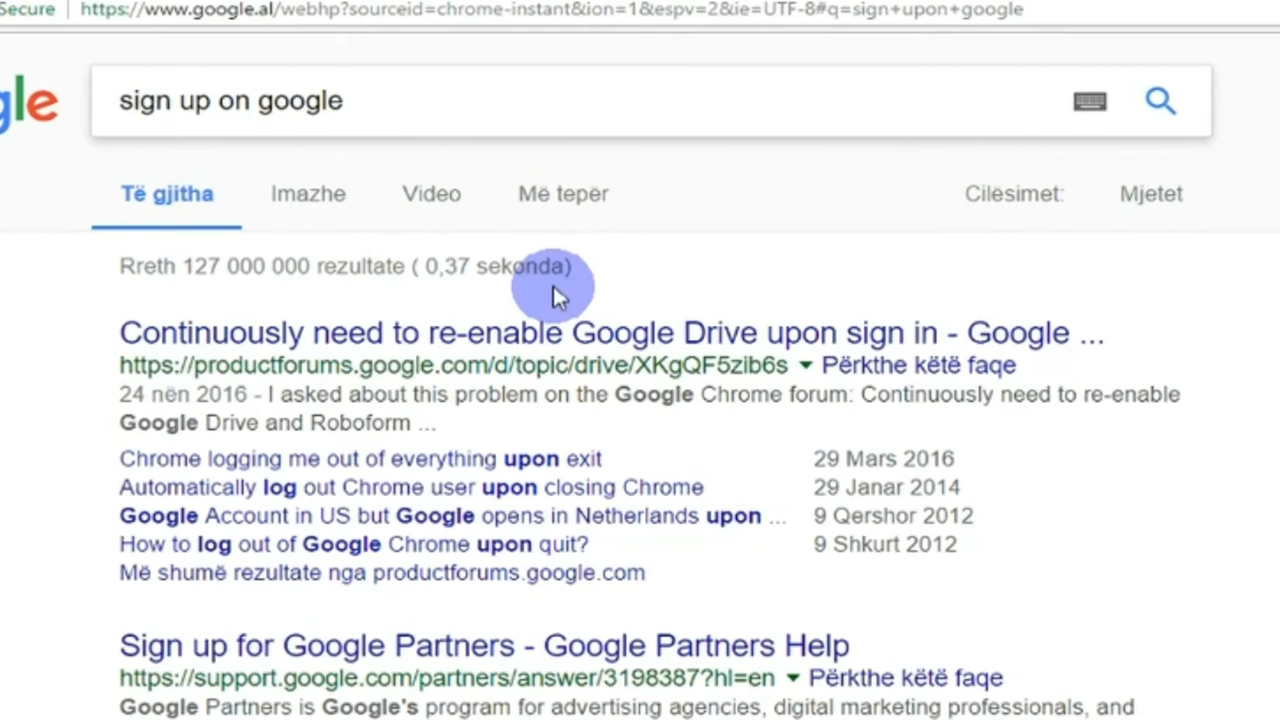 Secure https://www.google.al/webhp?sourceid=chrome-instant&ion=1&espv=2&ie=UTF-8#q=sign+upon+google
gle
sign up on google
Të gjitha Imazhe Video Më tepër Cilësimet: Mjetet
Rreth 127 000 000 rezultate ( 0,37 sekonda)
Continuously need to re-enable Google Drive upon sign in - Google ...
https://productforums.google.com/d/topic/drive/XKgQF5zib6s Përkthe këtë faqe
24 nën 2016 - I asked about this problem on the Google Chrome forum: Continuously need to re-enable
Google Drive and Roboform ...
Chrome logging me out of everything upon exit 29 Mars 2016
Automatically log out Chrome user upon closing Chrome 29 Janar 2014
Google Account in US but Google opens in Netherlands upon ... 9 Qershor 2012
How to log out of Google Chrome upon quit? 9 Shkurt 2012
Më shumë rezultate nga productforums.google.com
Sign up for Google Partners - Google Partners Help
https://support.google.com/partners/answer/3198387?hl=en Përkthe këtë faqe
Google Partners is Google's program for advertising agencies, digital marketing professionals, and